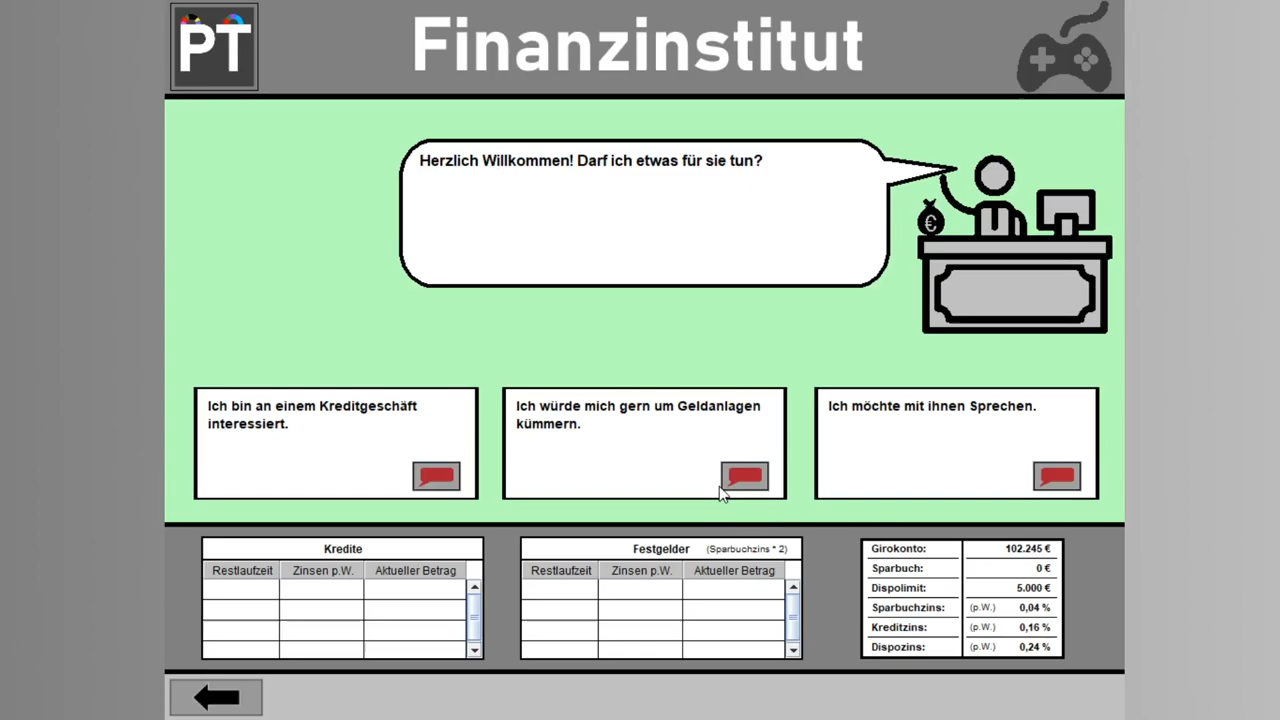 PT
Finanzinstitut
Herzlich Willkommen! Darf ich etwas für sie tun?
€
Ich bin an einem Kreditgeschäft
interessiert.
Ich würde mich gern um Geldanlagen
kümmern.
Ich möchte mit ihnen Sprechen.
Kredite
Restlaufzeit Zinsen p.W. Aktueller Betrag
Festgelder (Sparbuchzins * 2)
Restlaufzeit Zinsen p.W. Aktueller Betrag
Girokonto: 102.245 €
Sparbuch: 0 €
Dispolimit: 5.000 €
Sparbuchzins: (p.W.) 0,04 %
Kreditzins: (p.W.) 0,16 %
Dispozins: (p.W.) 0,24 %